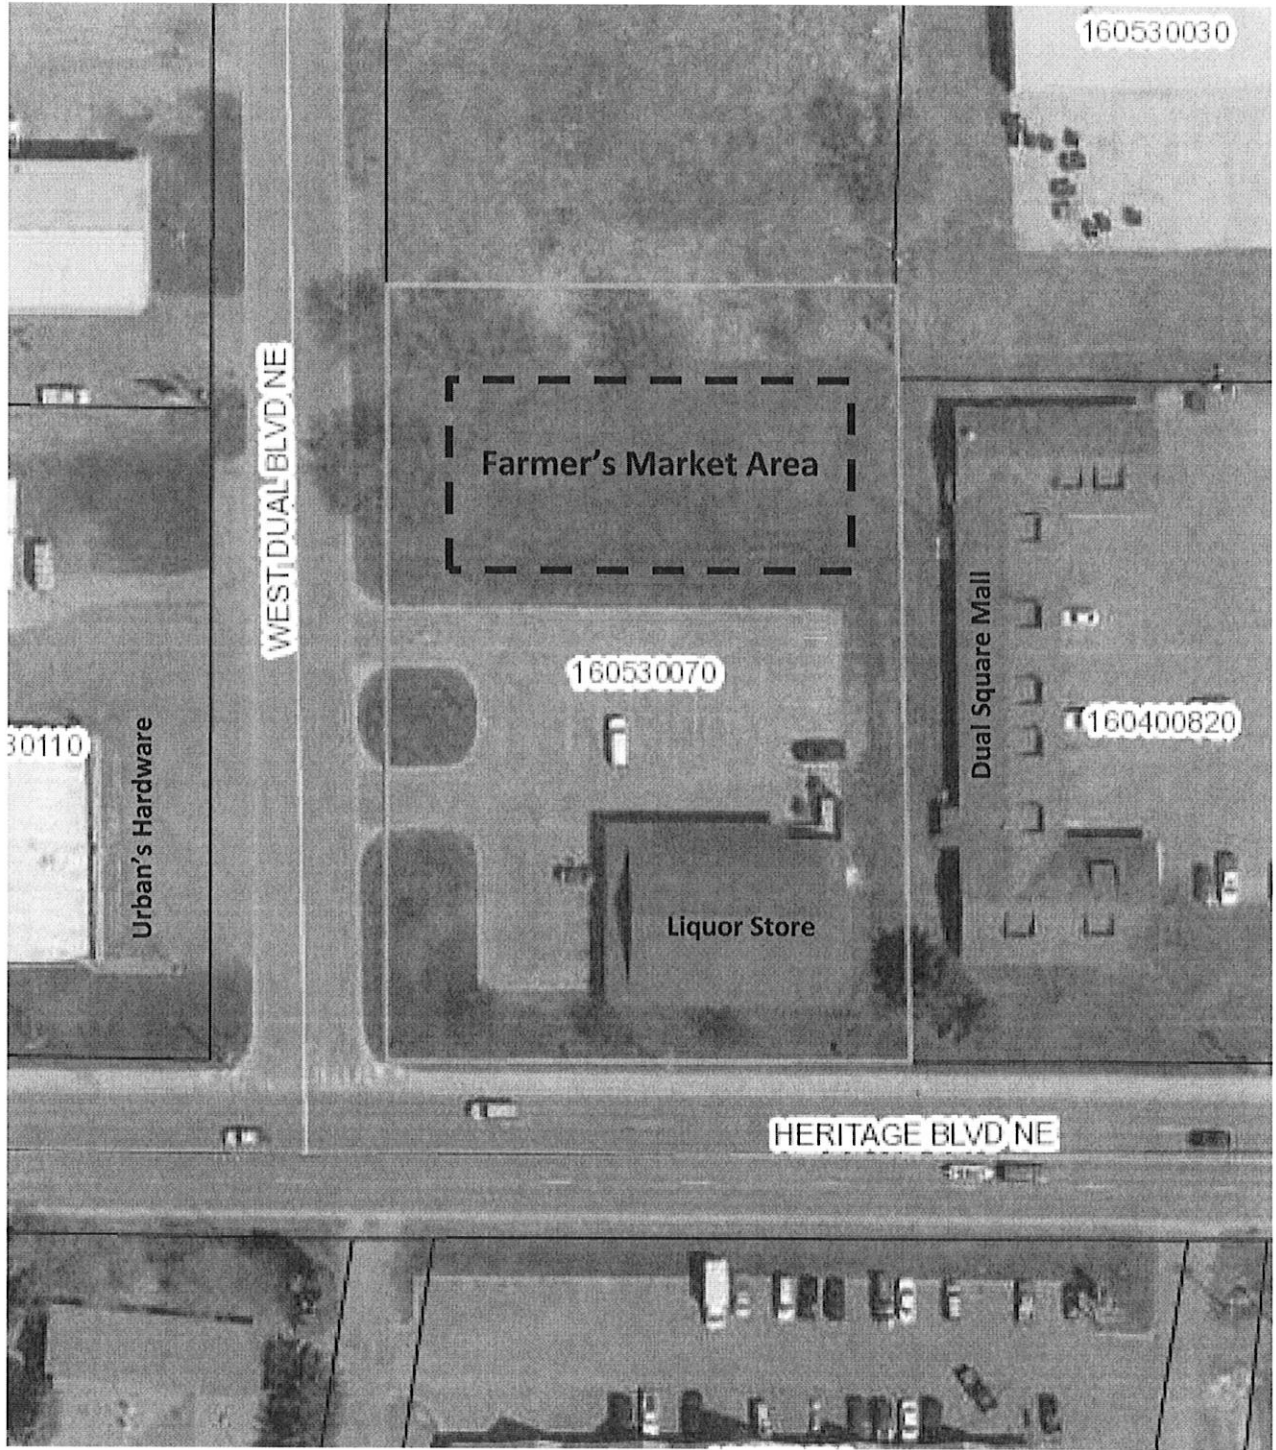 160530030
WEST DUAL BLVD NE
Farmer's Market Area
160530070
Dual Square Mall
160400820
30110
Urban's Hardware
Liquor Store
HERITAGE BLVD NE